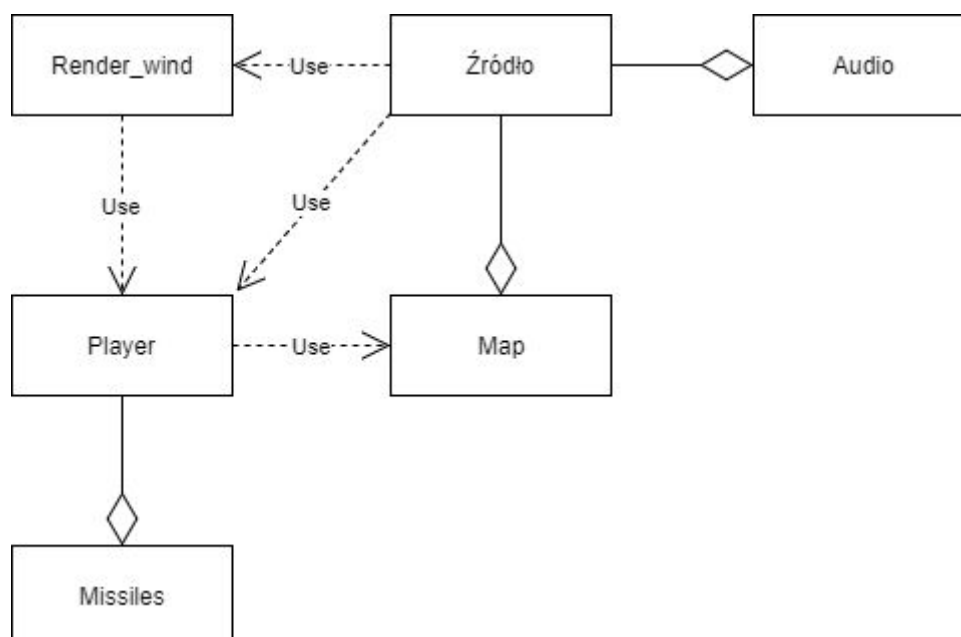 Render_wind
Use
Źródło
Audio
Use
Use
Player
Use
Map
Missiles